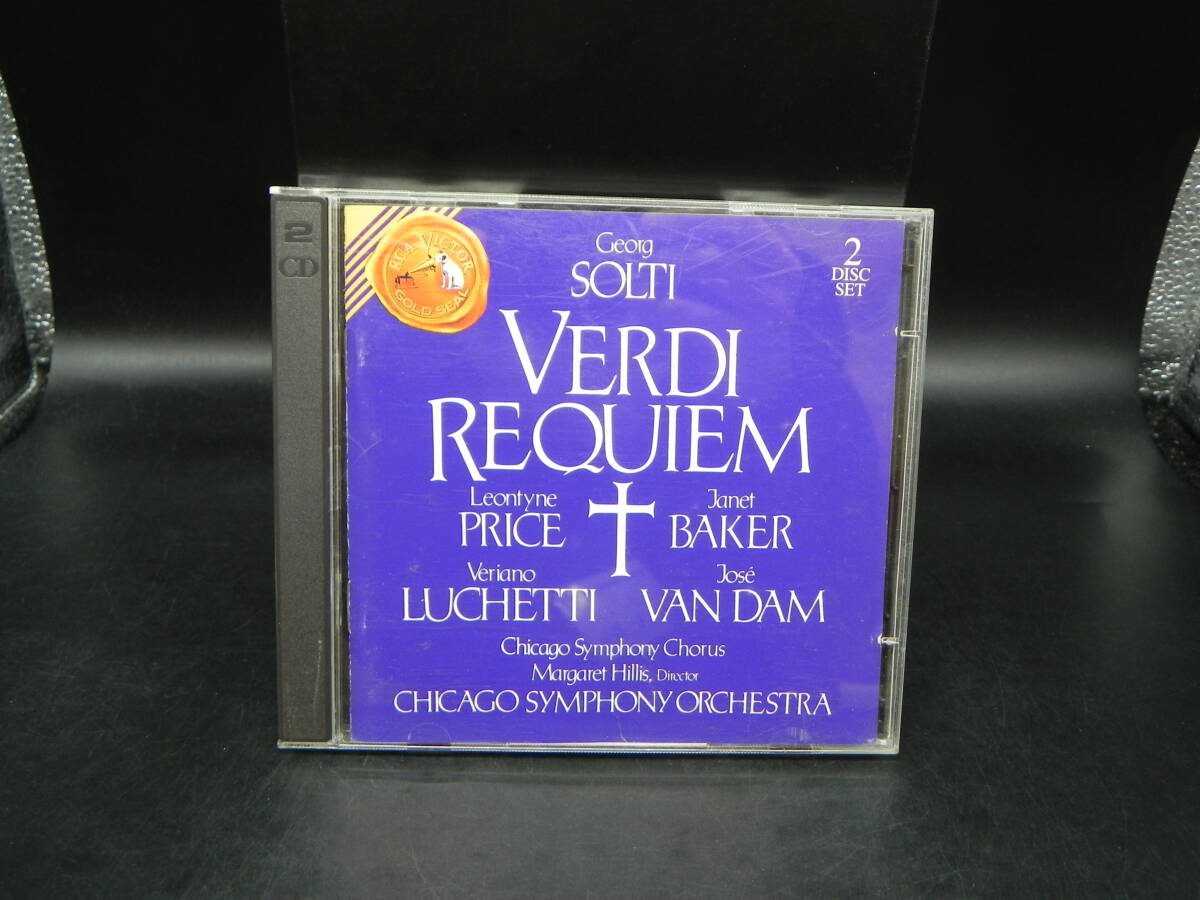 2
CD
RCA VICTOR
GOLD SEAL
Georg
SOLTI
2
DISC
SET
VERDI
REQUIEM
Leontyne
PRICE
Janet
BAKER
Veriano
LUCHETTI
José
VAN DAM
Chicago Symphony Chorus
Margaret Hillis, Director
CHICAGO SYMPHONY ORCHESTRA